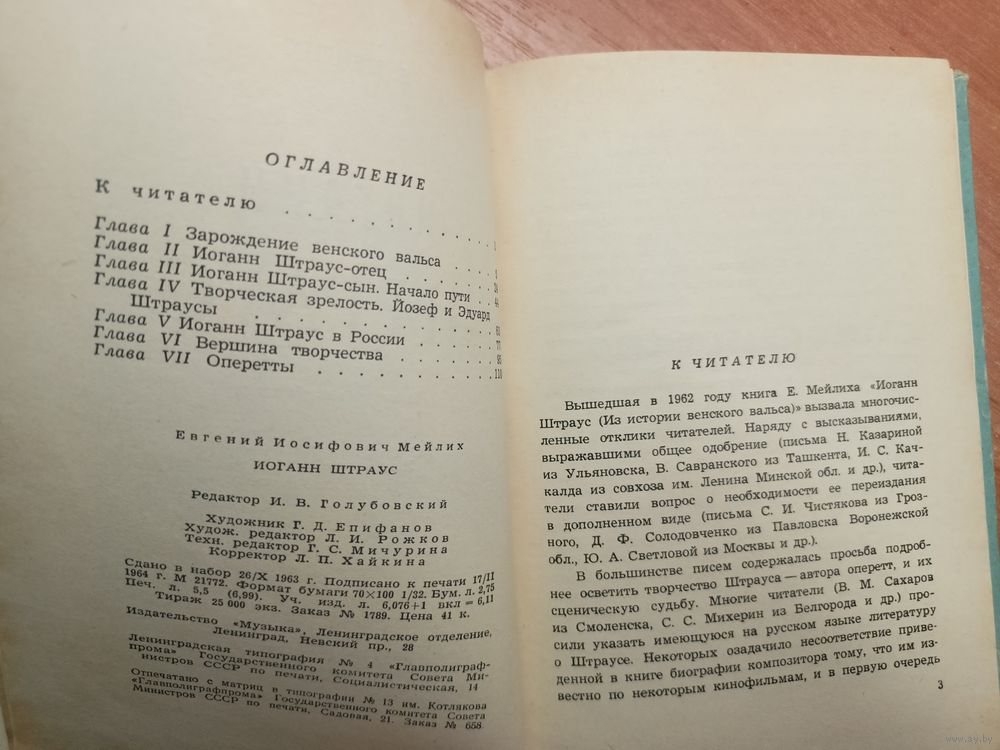 ОГЛАВЛЕНИЕ
К читателю . . . . . . . . . .
Глава I Зарождение венского вальса . . . .
Глава II Иоганн Штраус-отец . . . . . .
Глава III Иоганн Штраус-сын. Начало пути . .
Глава IV Творческая зрелость. Йозеф и Эдуард
Штраусы . . . . . . . . . . .
Глава V Иоганн Штраус в России . . . . . 77
Глава VI Вершина творчества . . . . . .
Глава VII Оперетты . . . . . . . . . 110
Евгений Иосифович Мейлих
ИОГАНН ШТРАУС
Редактор И. В. Голубовский
Художник Г. Д. Епифанов
Худож. редактор Л. И. Рожков
Техн. редактор Г. С. Мичурина
Корректор Л. П. Хайкина
Сдано в набор 26/X 1963 г. Подписано к печати 17/II
1964 г. М 21772. Формат бумаги 70×100 1/32. Бум. л. 2,75
Печ. л. 5,5 (6,99). Уч. изд. л. 6,076+1 вкл = 6,11
Тираж 25 000 экз. Заказ № 1789. Цена 41 к.
Издательство «Музыка», Ленинградское отделение,
Ленинград, Невский пр., 28
Ленинградская типография № 4 «Главполиграф-
прома» Государственного комитета Совета Ми-
нистров СССР по печати, Социалистическая, 14
Отпечатано с матриц в типографии № 13 им. Котлякова
«Главполиграфпрома» Государственного комитета Совета
Министров СССР по печати, Садовая, 21. Заказ № 658.
К ЧИТАТЕЛЮ
Вышедшая в 1962 году книга Е. Мейлиха «Иоганн
Штраус (Из истории венского вальса)» вызвала многочис-
ленные отклики читателей. Наряду с высказываниями,
выражавшими общее одобрение (письма Н. Казариной
из Ульяновска, В. Савранского из Ташкента, И. С. Кач-
калда из совхоза им. Ленина Минской обл. и др.), чита-
тели ставили вопрос о необходимости ее переиздания
в дополненном виде (письма С. И. Чистякова из Гроз-
ного, Д. Ф. Солодовченко из Павловска Воронежской
обл., Ю. А. Светловой из Москвы и др.).
В большинстве писем содержалась просьба подроб-
нее осветить творчество Штрауса — автора оперетт, и их
сценическую судьбу. Многие читатели (В. М. Сахаров
из Смоленска, С. С. Михерин из Белгорода и др.) про-
сили указать имеющуюся на русском языке литературу
о Штраусе. Некоторых озадачило несоответствие приве-
денной в книге биографии композитора тому, что им из-
вестно по некоторым кинофильмам, и в первую очередь
3
www.ay.by